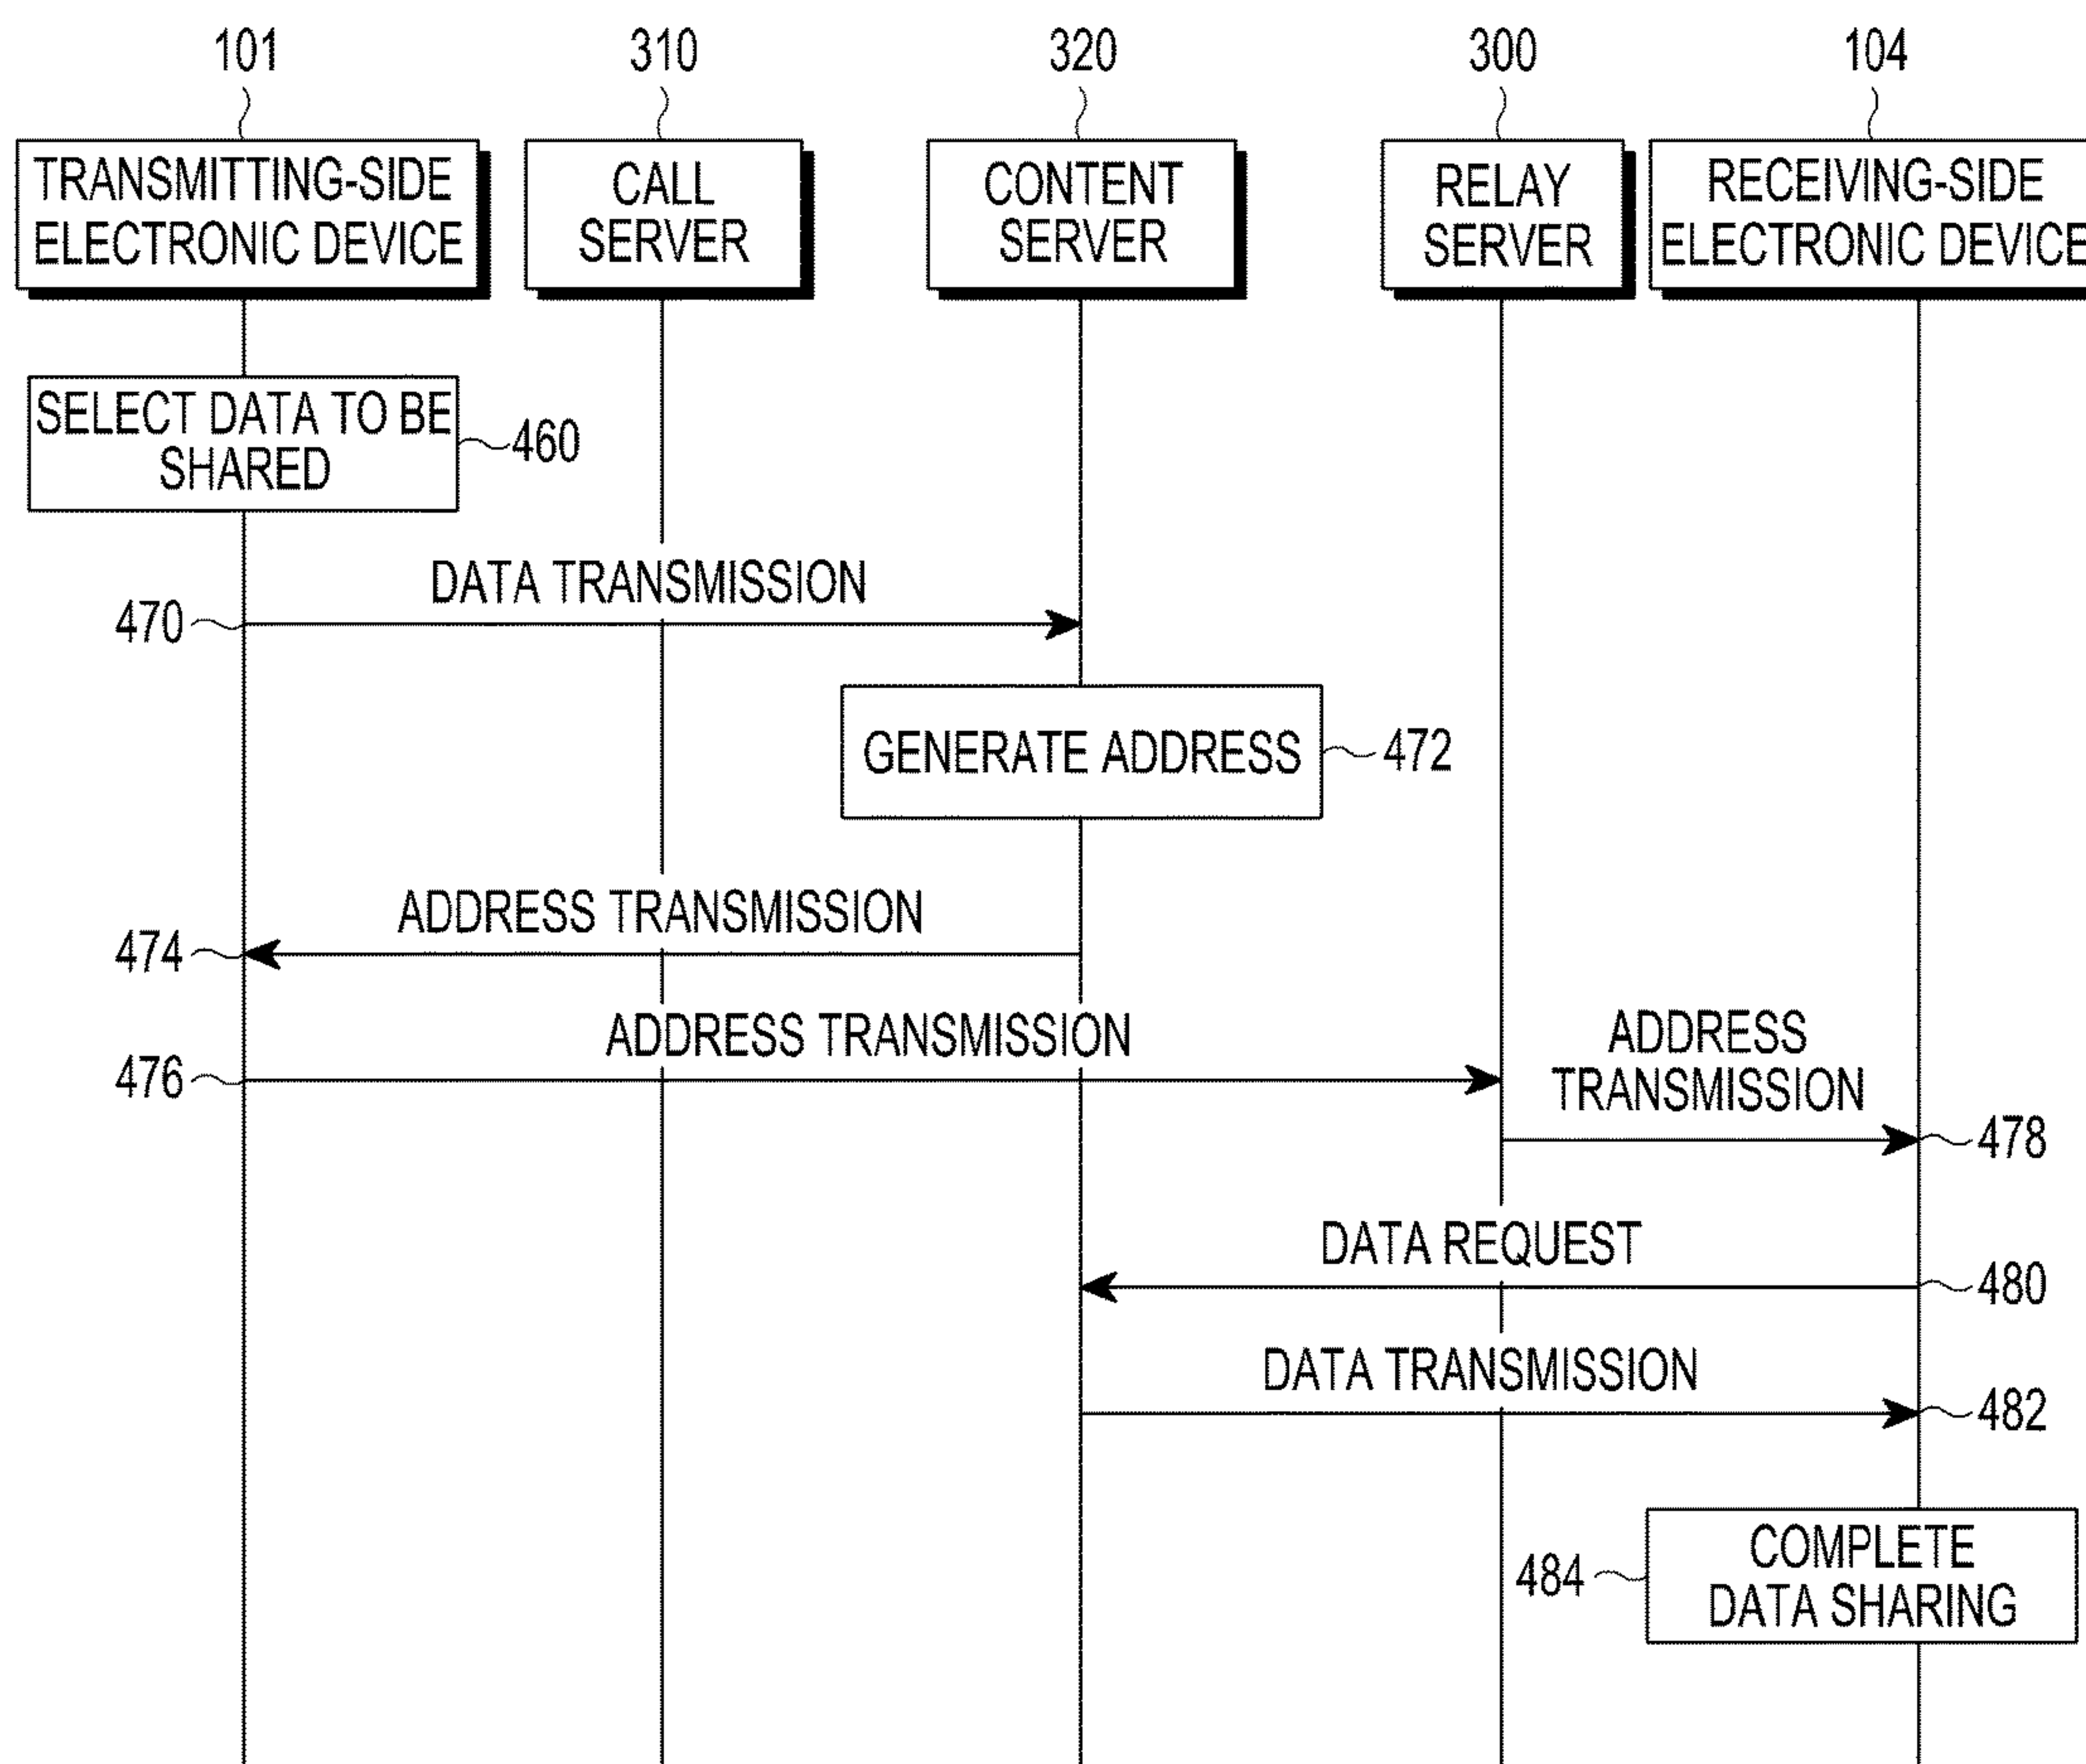 101
310
320
300
104
TRANSMITTING-SIDE
ELECTRONIC DEVICE
CALL
SERVER
CONTENT
SERVER
RELAY
SERVER
RECEIVING-SIDE
ELECTRONIC DEVICE
SELECT DATA TO BE
SHARED
460
DATA TRANSMISSION
470
GENERATE ADDRESS
472
ADDRESS TRANSMISSION
474
ADDRESS TRANSMISSION
476
ADDRESS
TRANSMISSION
478
DATA REQUEST
480
DATA TRANSMISSION
482
484
COMPLETE
DATA SHARING